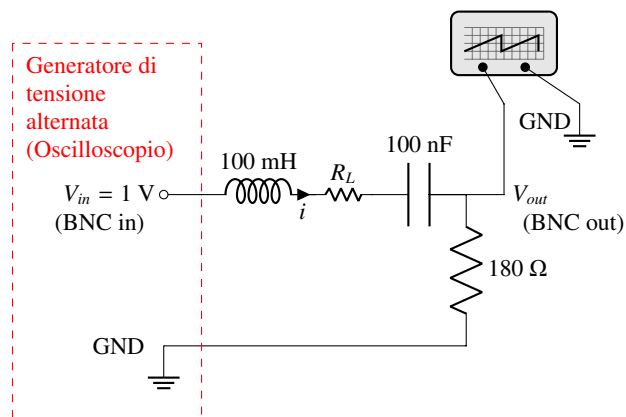 Generatore di
tensione
alternata
(Oscilloscopio)
GND
100 mH
R_L
100 nF
V_in = 1 V
(BNC in)
i
V_out
(BNC out)
180 Ω
GND